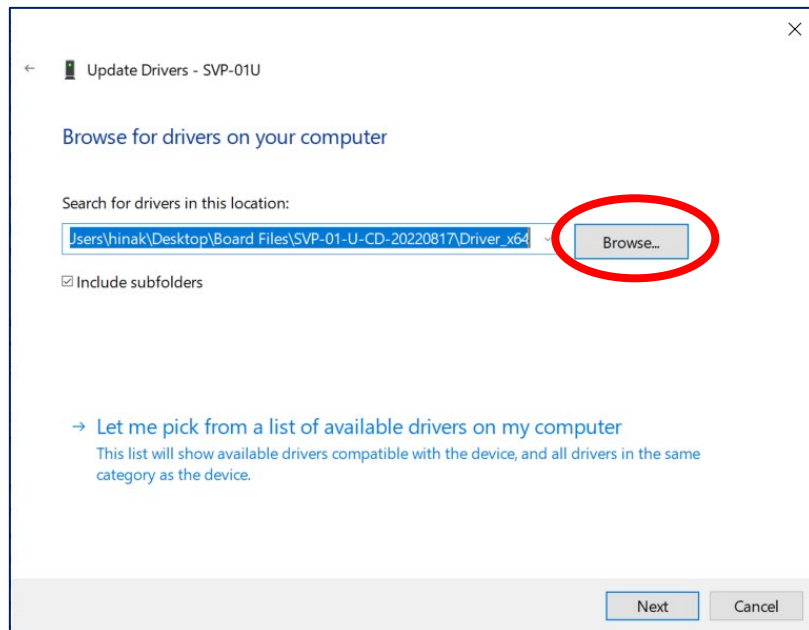 Update Drivers - SVP-01U
Browse for drivers on your computer
Search for drivers in this location:
Jsers\hinak\Desktop\Board Files\SVP-01-U-CD-20220817\Driver_x64
Browse...
Include subfolders
→ Let me pick from a list of available drivers on my computer
This list will show available drivers compatible with the device, and all drivers in the same
category as the device.
Next
Cancel